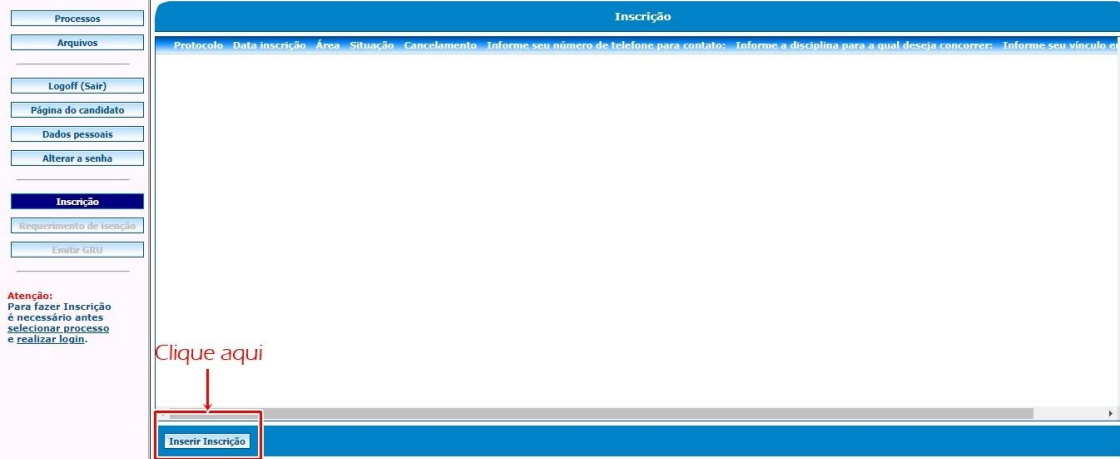 Processos
Arquivos
Logoff (Sair)
Página do candidato
Dados pessoais
Alterar a senha
Inscrição
Requerimento de isenção
Emitir GRU
Atenção:
Para fazer Inscrição
é necessário antes
selecionar processo
e realizar login.
Inscrição
Protocolo Data inscrição Área Situação Cancelamento Informe seu número de telefone para contato: Informe a disciplina para a qual deseja concorrer: Informe seu vínculo e
Clique aqui
Inserir Inscrição